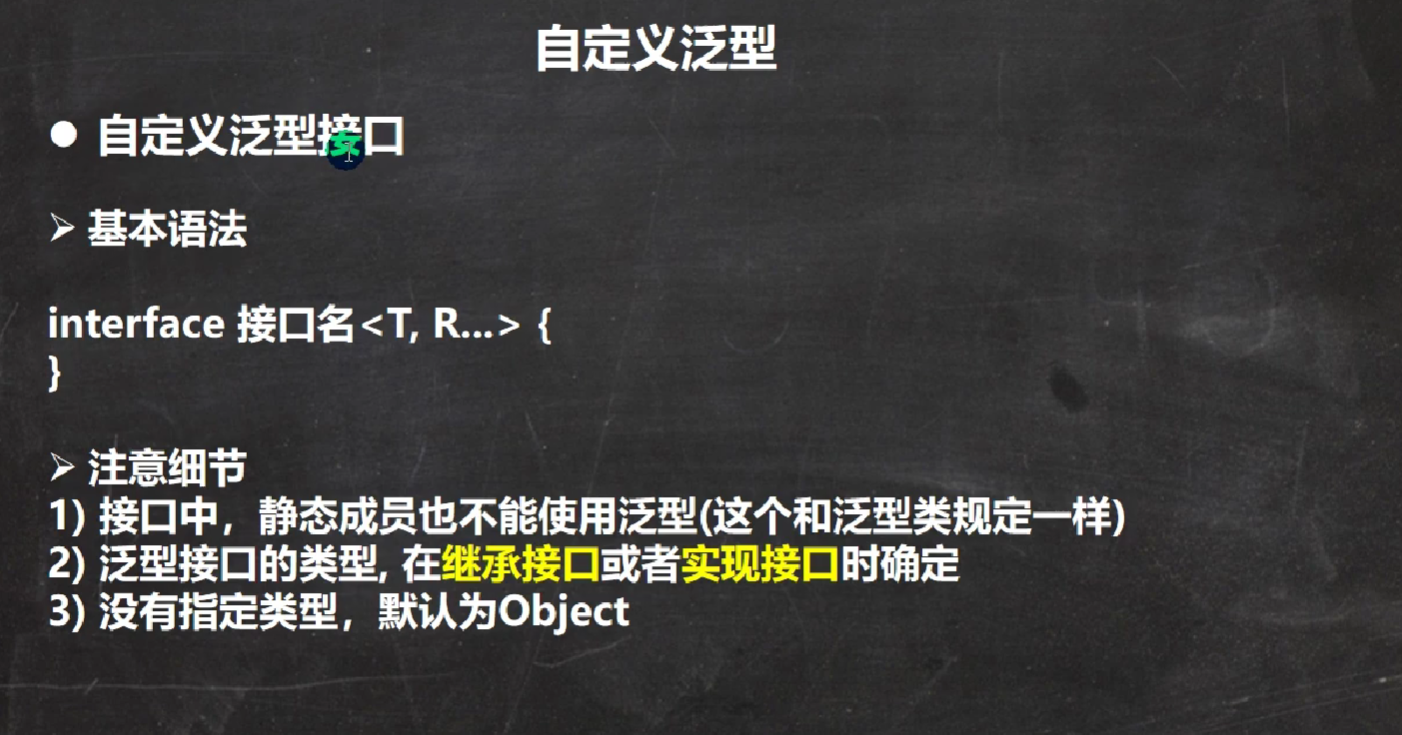 自定义泛型
● 自定义泛型接口
➢ 基本语法
interface 接口名<T, R...> {
}
➢ 注意细节
1) 接口中，静态成员也不能使用泛型(这个和泛型类规定一样)
2) 泛型接口的类型, 在继承接口或者实现接口时确定
3) 没有指定类型，默认为Object